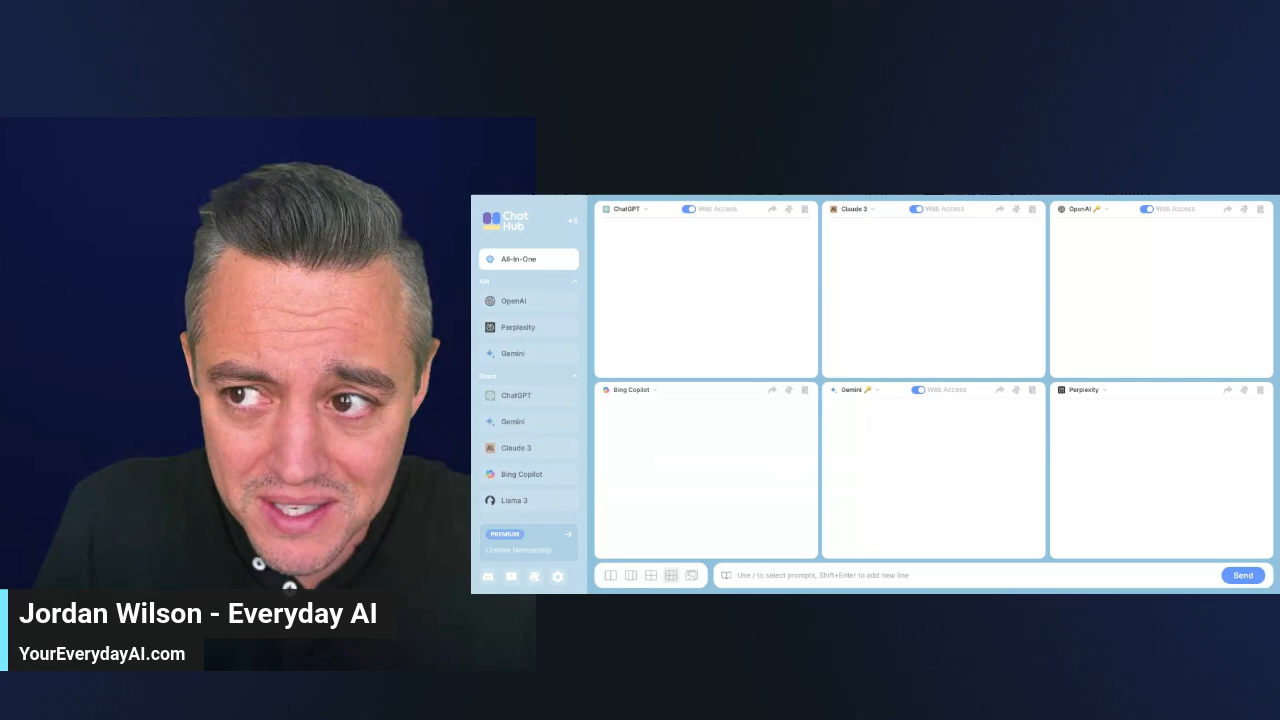 Jordan Wilson - Everyday AI
YourEverydayAI.com
Chat
Hub
All-In-One
API
OpenAI
Perplexity
Gemini
Direct
ChatGPT
Gemini
Claude 3
Bing Copilot
Llama 3
PREMIUM
Lifetime Membership
ChatGPT
Web Access
Claude 3
Web Access
OpenAI
Web Access
Bing Copilot
Gemini
Web Access
Perplexity
Use / to select prompts, Shift+Enter to add new line
Send